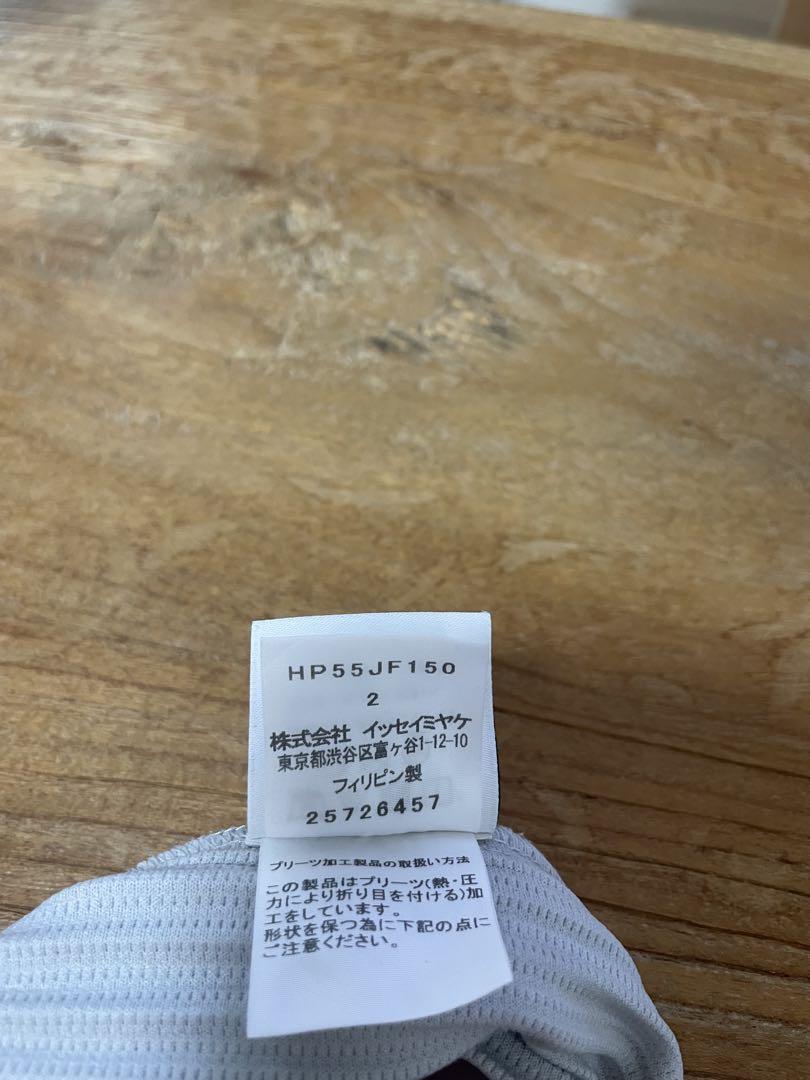 HP55JF150
2
株式会社 イッセイミヤケ
東京都渋谷区富ヶ谷1-12-10
フィリピン製
25726457
プリーツ加工製品の取扱い方法
この製品はプリーツ(熱・圧
力により折り目を付ける)加
工をしています。
形状を保つ為に下記の点に
ご注意ください。